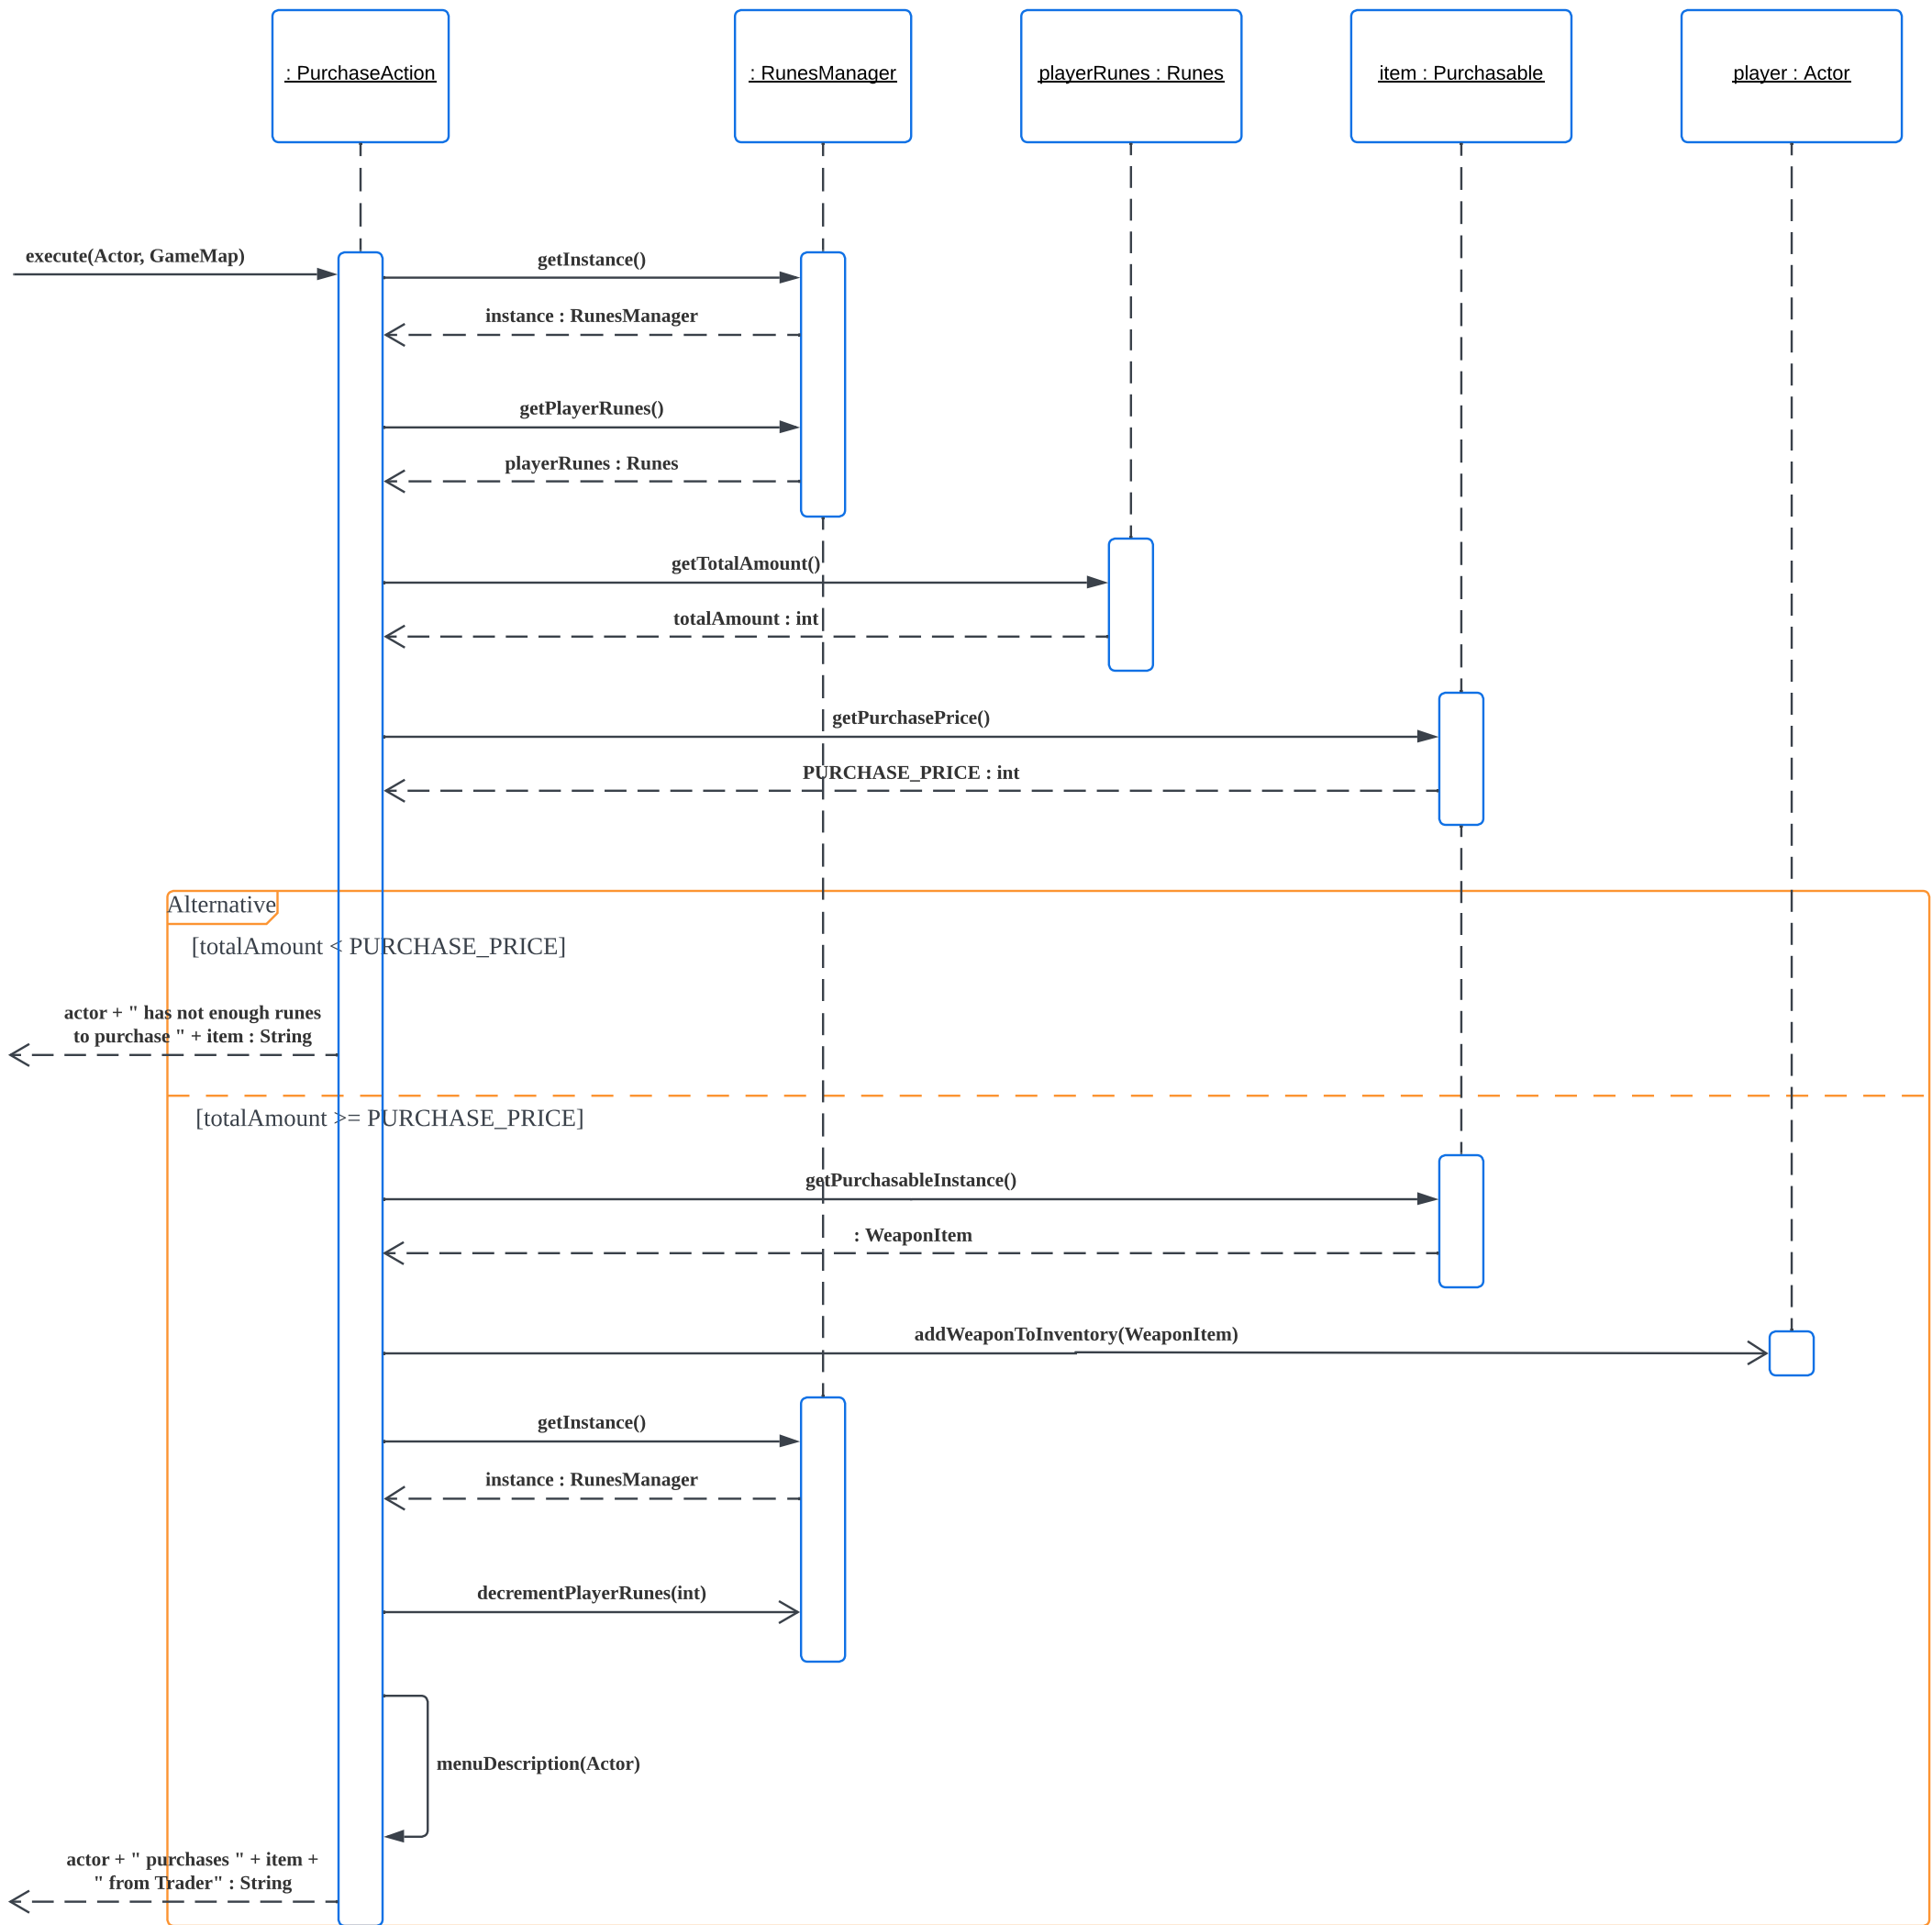 : PurchaseAction
: RunesManager
playerRunes : Runes
item : Purchasable
player : Actor
execute(Actor, GameMap)
getInstance()
instance : RunesManager
getPlayerRunes()
playerRunes : Runes
getTotalAmount()
totalAmount : int
getPurchasePrice()
PURCHASE_PRICE : int
Alternative
[totalAmount < PURCHASE_PRICE]
actor + " has not enough runes
to purchase " + item : String
[totalAmount >= PURCHASE_PRICE]
getPurchasableInstance()
: WeaponItem
addWeaponToInventory(WeaponItem)
getInstance()
instance : RunesManager
decrementPlayerRunes(int)
menuDescription(Actor)
actor + " purchases " + item +
" from Trader" : String